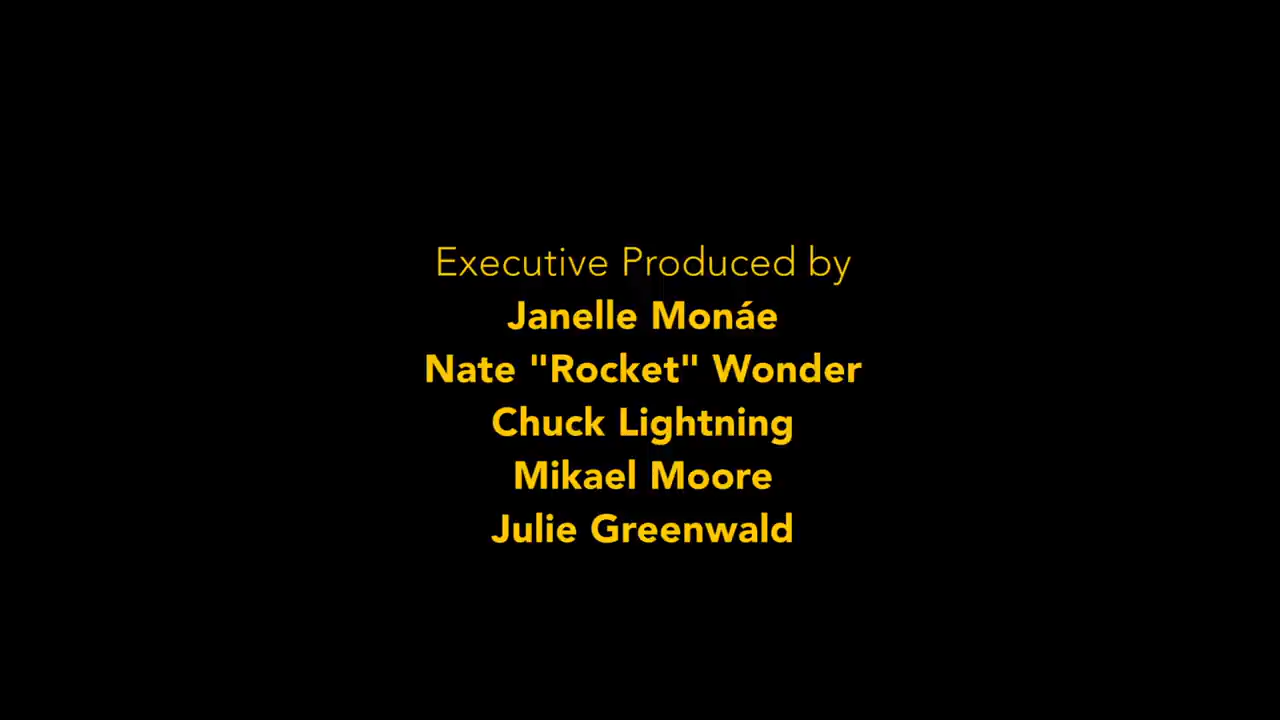 Executive Produced by
Janelle Monáe
Nate "Rocket" Wonder
Chuck Lightning
Mikael Moore
Julie Greenwald